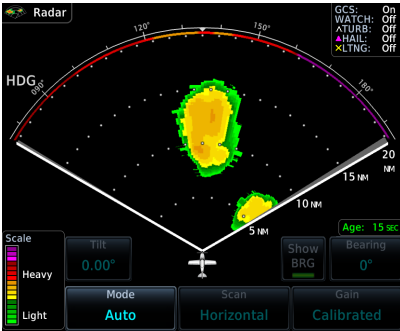 Radar
GCS: On
WATCH: Off
TURB: Off
HAIL: Off
LTNG: Off
120°
150°
HDG
090°
180°
20
NM
15 NM
10 NM
5 NM
Age: 15 SEC
Scale
Heavy
Light
Tilt
0.00°
Show
BRG
Bearing
0°
Mode
Auto
Scan
Horizontal
Gain
Calibrated